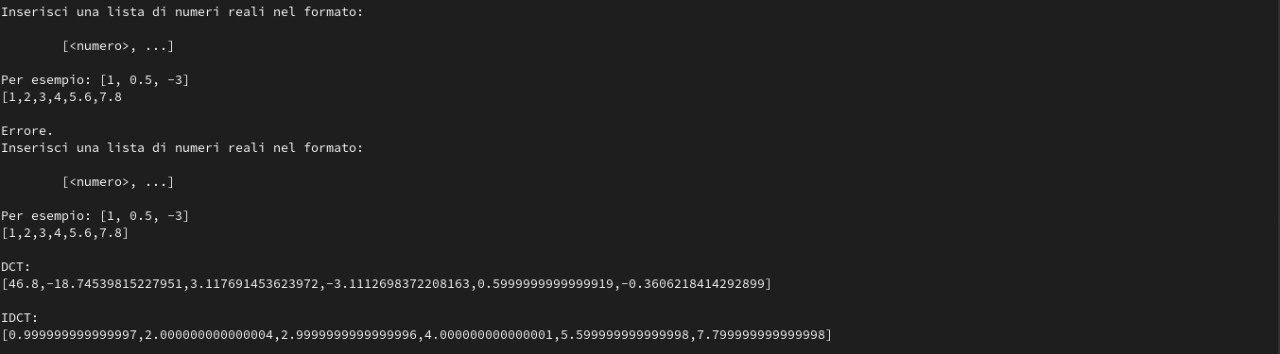 Inserisci una lista di numeri reali nel formato:
[<numero>, ...]
Per esempio: [1, 0.5, -3]
[1,2,3,4,5.6,7.8
Errore.
Inserisci una lista di numeri reali nel formato:
[<numero>, ...]
Per esempio: [1, 0.5, -3]
[1,2,3,4,5.6,7.8]
DCT:
[46.8,-18.74539815227951,3.117691453623972,-3.1112698372208163,0.5999999999999919,-0.3606218414292899]
IDCT:
[0.999999999999997,2.000000000000004,2.9999999999999996,4.000000000000001,5.599999999999998,7.799999999999998]